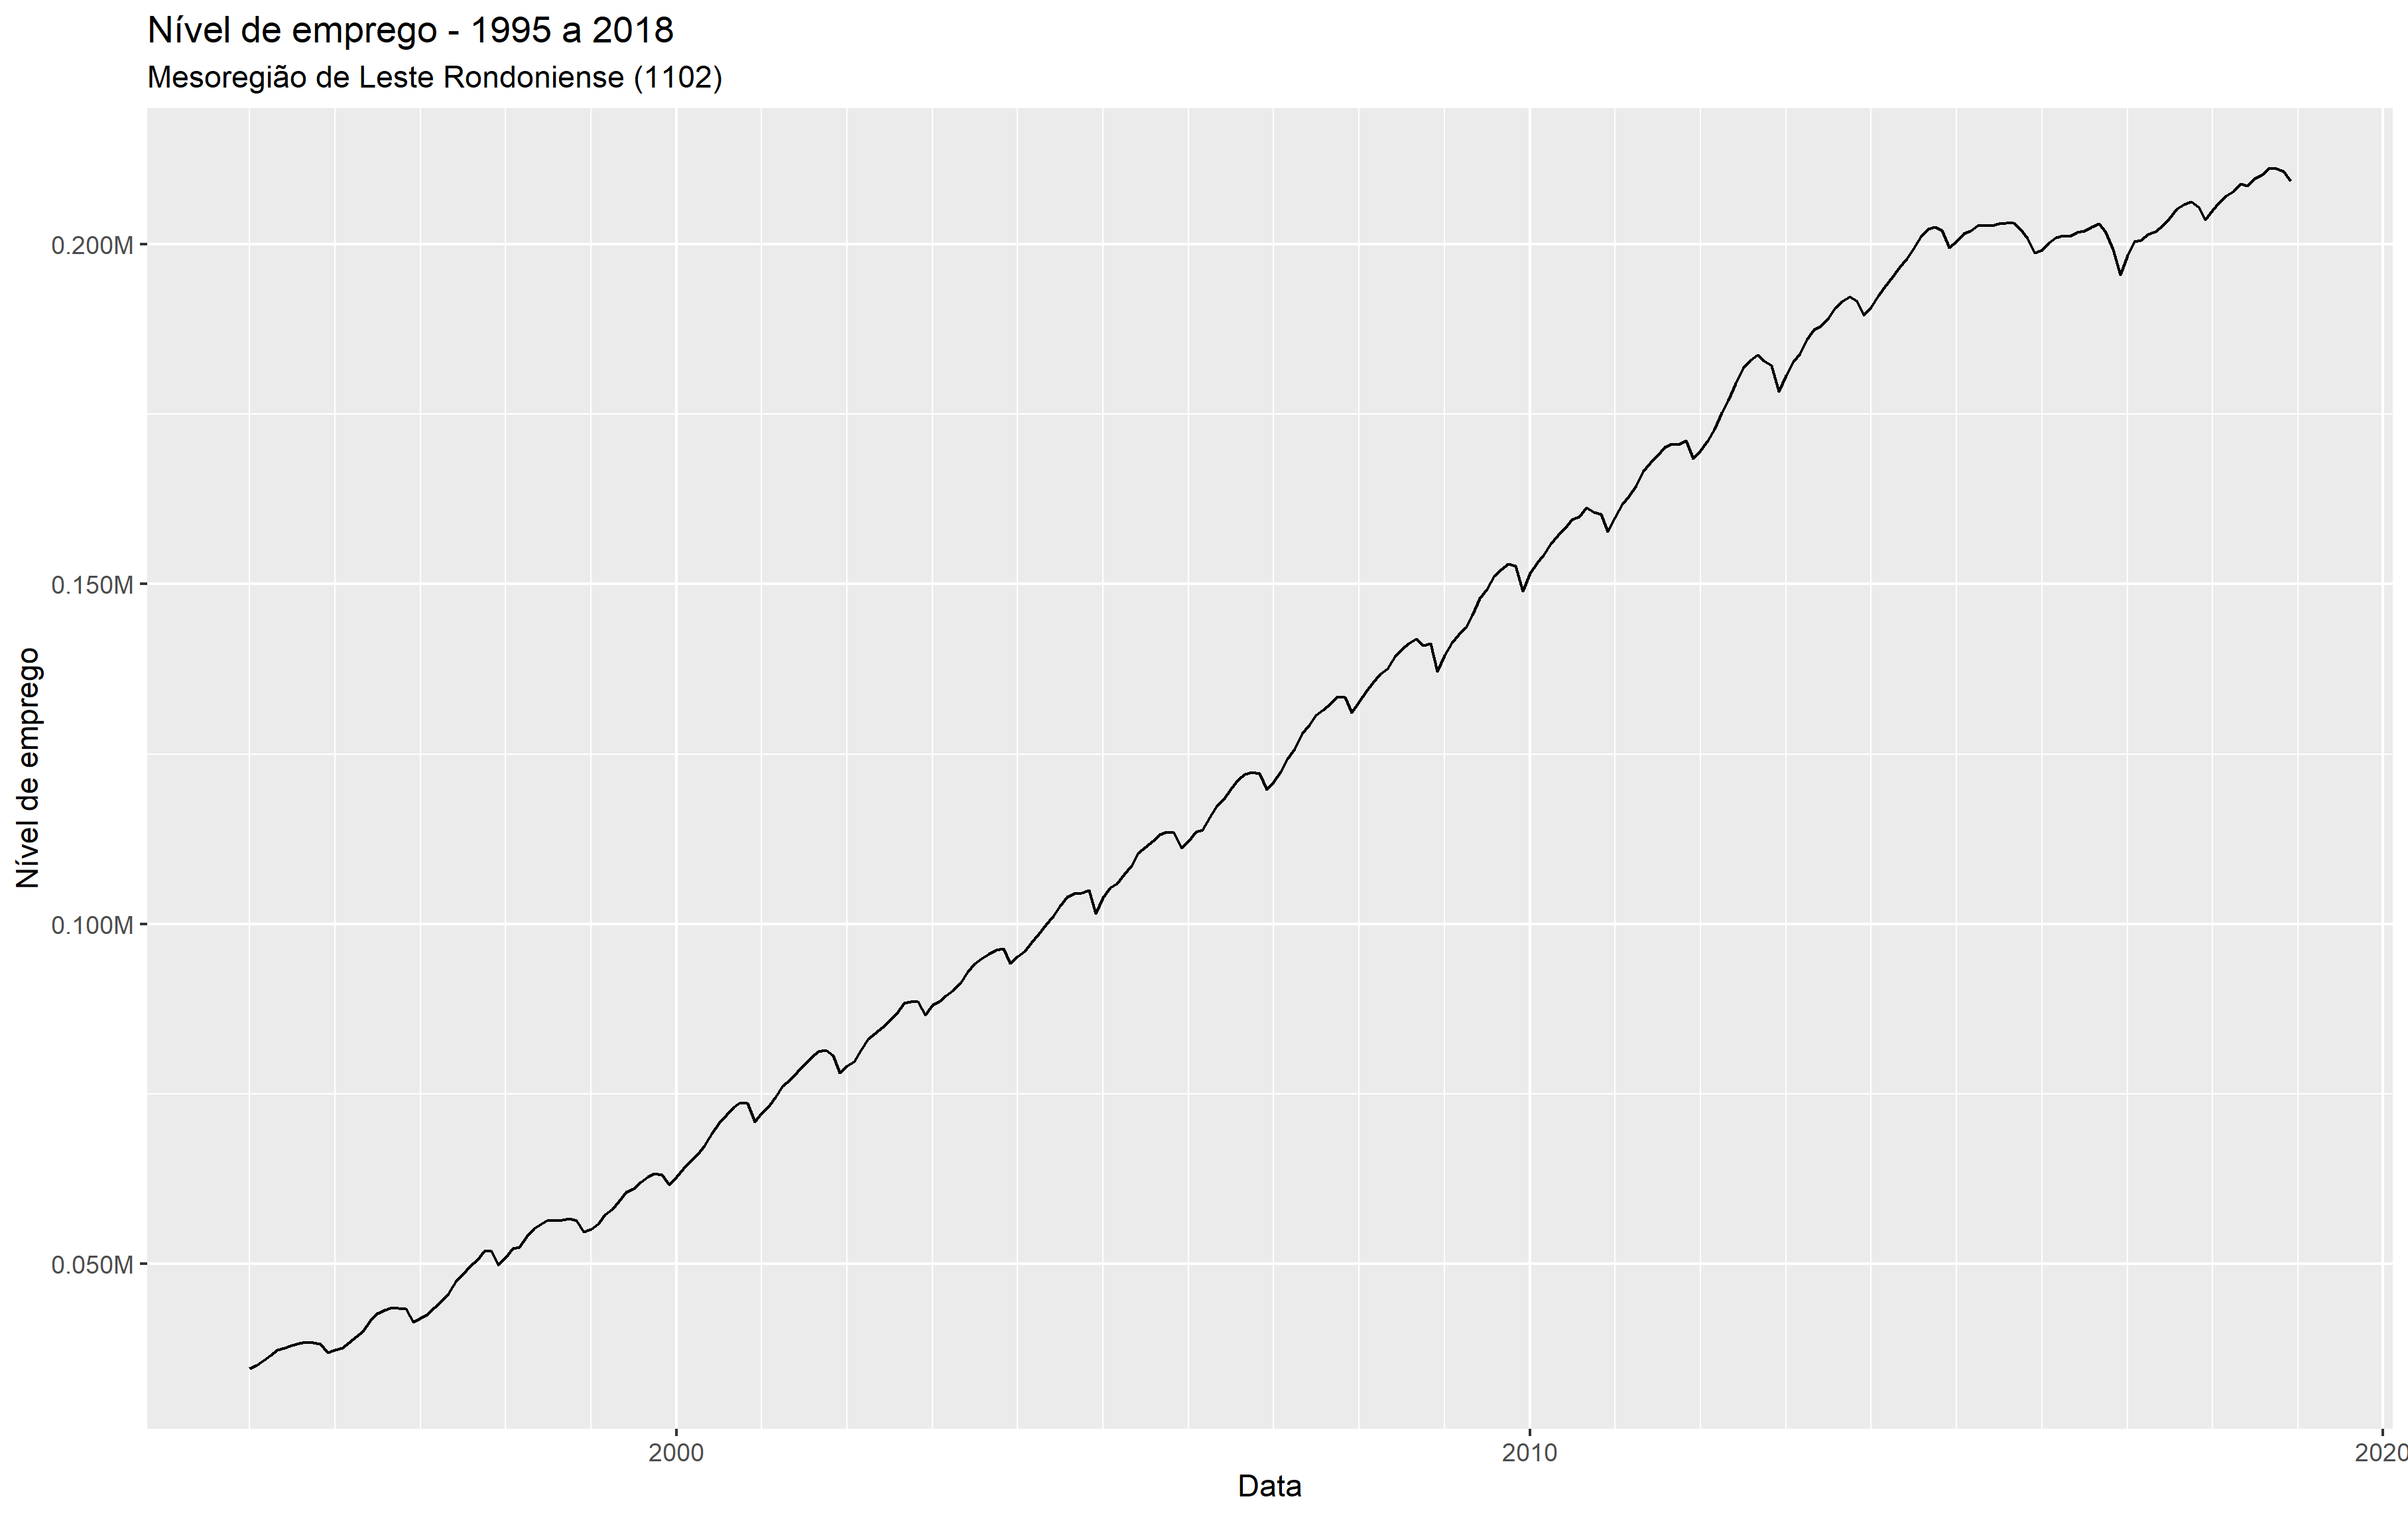 Nível de emprego - 1995 a 2018
Mesoregião de Leste Rondoniense (1102)
Nível de emprego
0.200M
0.150M
0.100M
0.050M
2000
2010
2020
Data